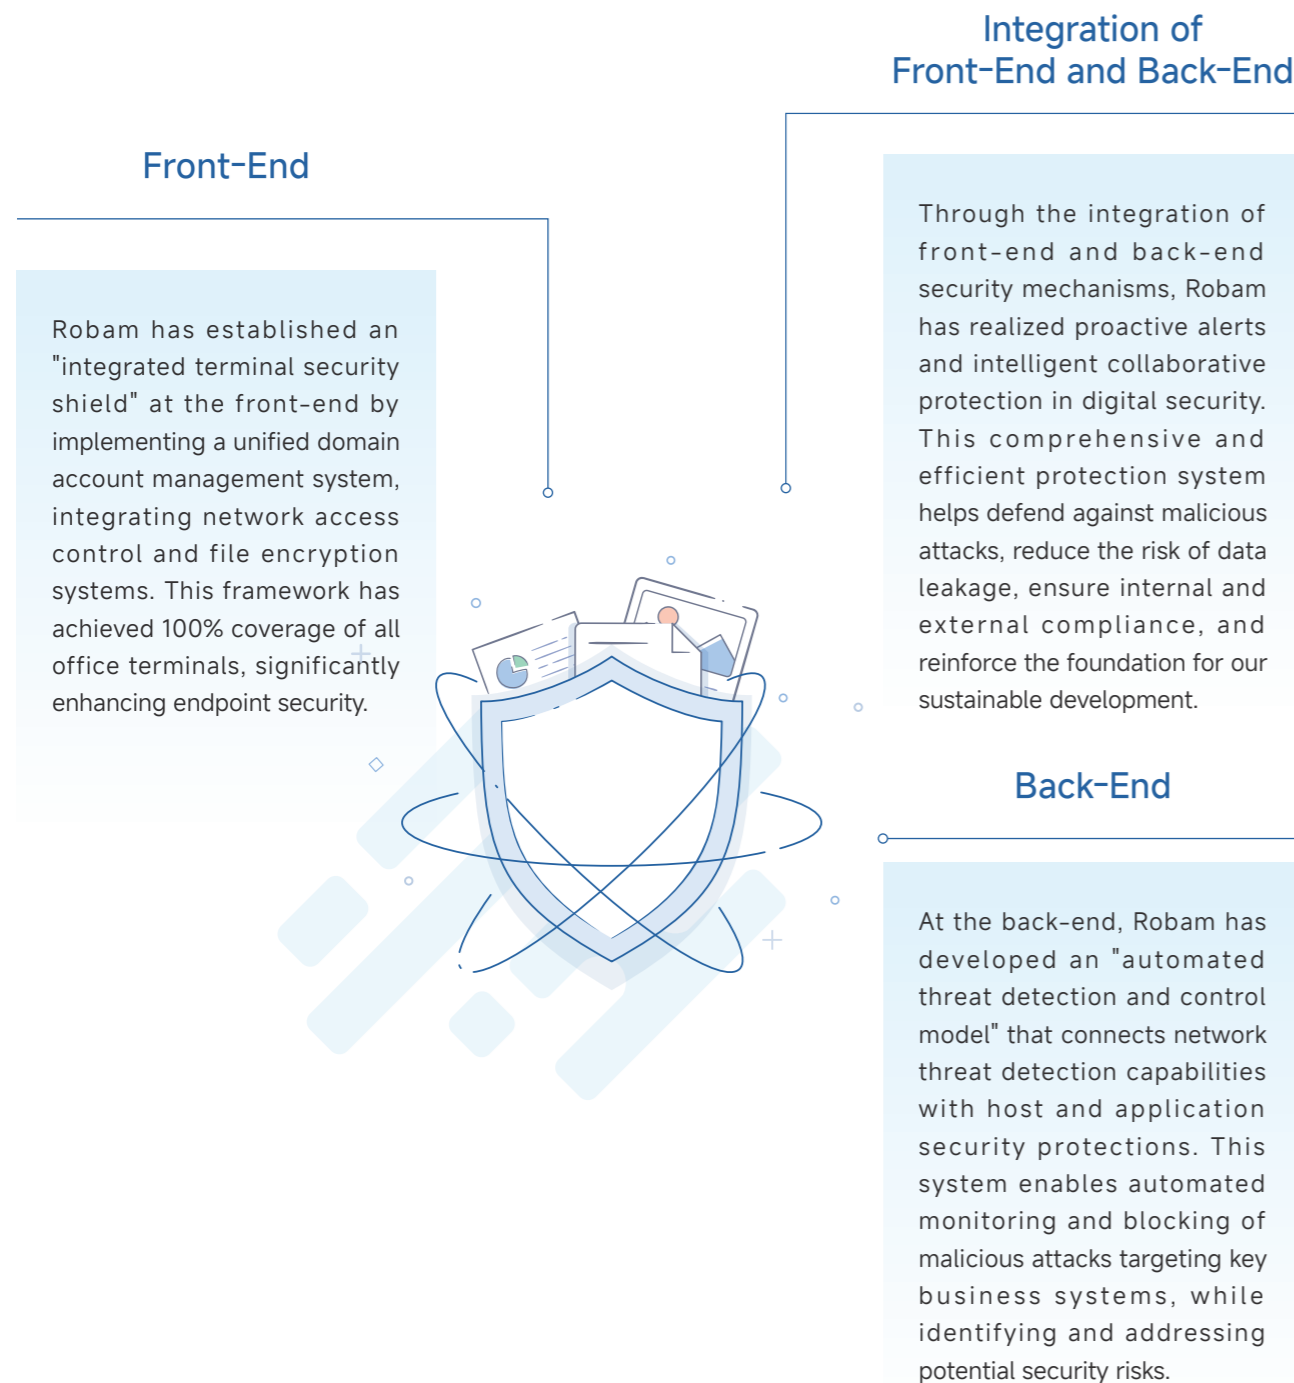 Front-End
Robam has established an
"integrated terminal security
shield" at the front-end by
implementing a unified domain
account management system,
integrating network access
control and file encryption
systems. This framework has
achieved 100% coverage of all
office terminals, significantly
enhancing endpoint security.
Integration of
Front-End and Back-End
Through the integration of
front-end and back-end
security mechanisms, Robam
has realized proactive alerts
and intelligent collaborative
protection in digital security.
This comprehensive and
efficient protection system
helps defend against malicious
attacks, reduce the risk of data
leakage, ensure internal and
external compliance, and
reinforce the foundation for our
sustainable development.
Back-End
At the back-end, Robam has
developed an "automated
threat detection and control
model" that connects network
threat detection capabilities
with host and application
security protections. This
system enables automated
monitoring and blocking of
malicious attacks targeting key
business systems, while
identifying and addressing
potential security risks.